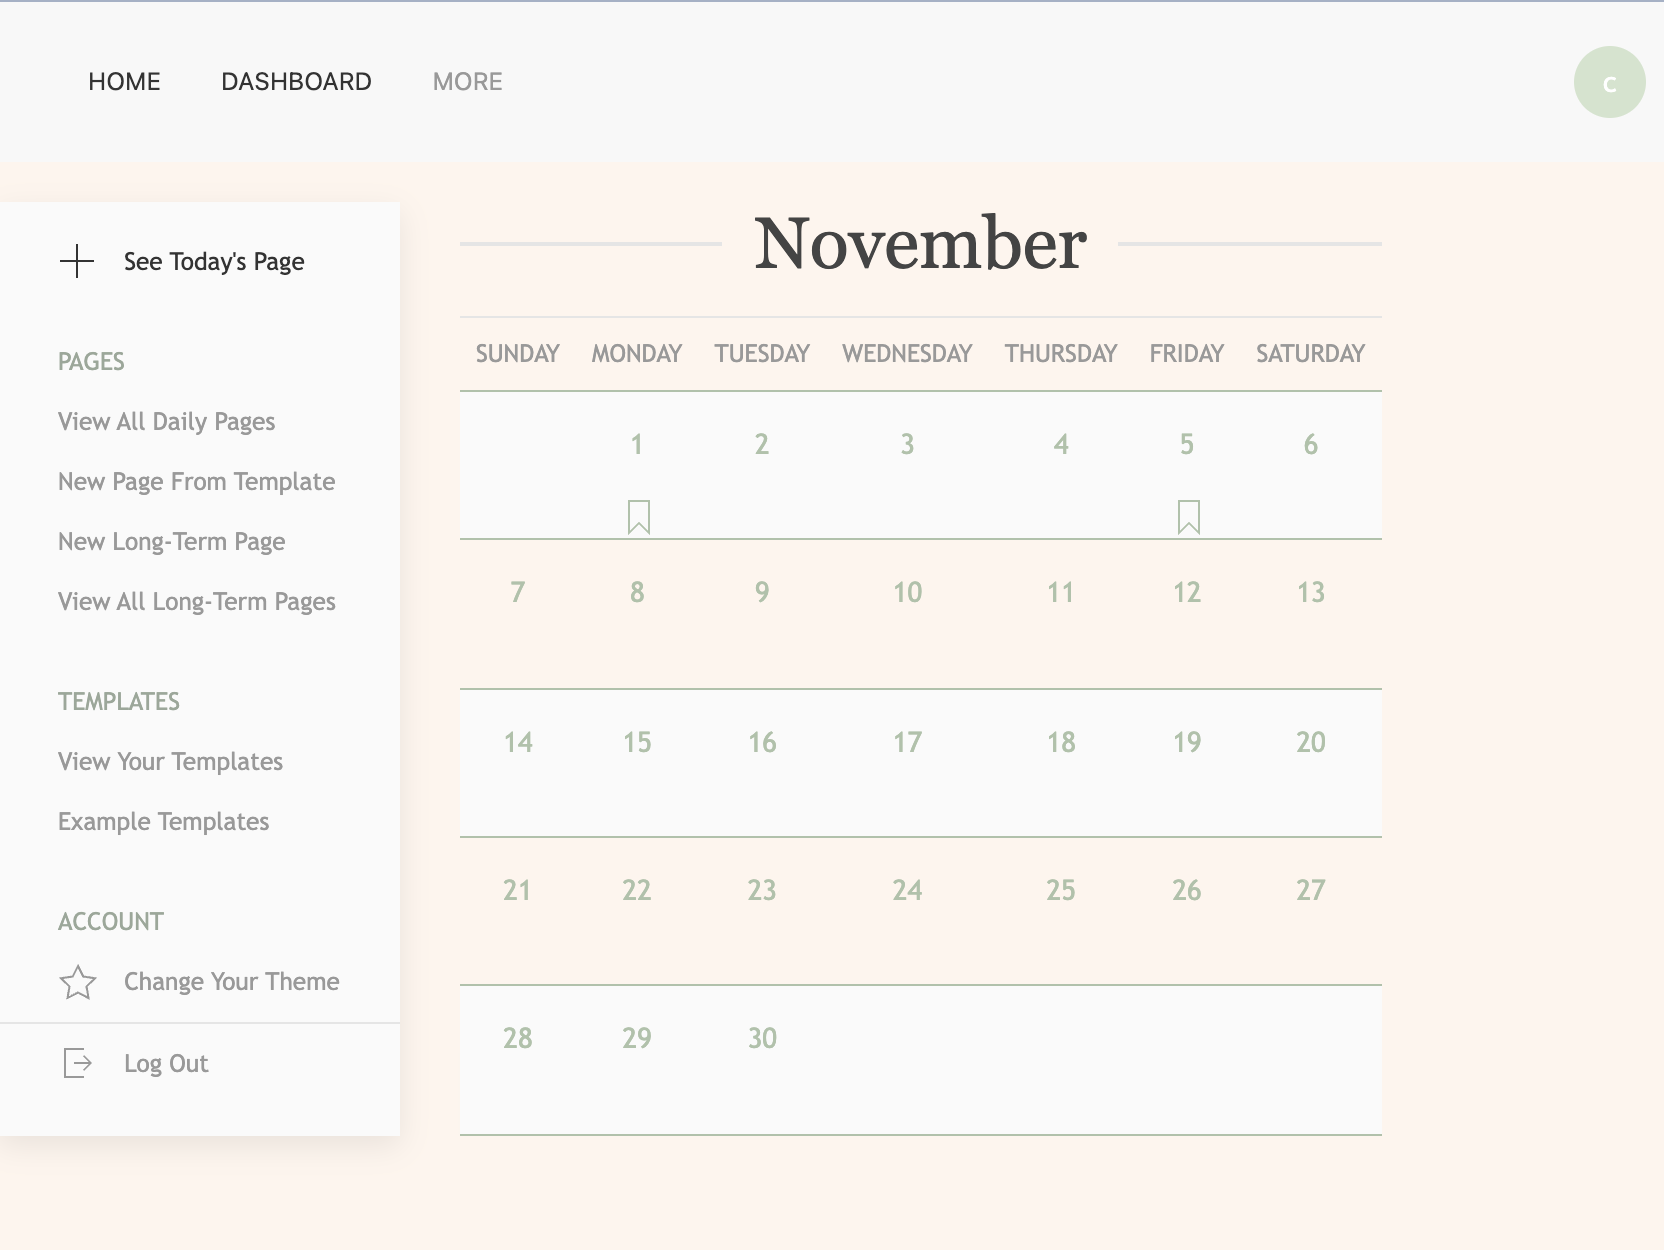 HOME DASHBOARD MORE
C
See Today's Page
PAGES
View All Daily Pages
New Page From Template
New Long-Term Page
View All Long-Term Pages
TEMPLATES
View Your Templates
Example Templates
ACCOUNT
Change Your Theme
Log Out
November
SUNDAY MONDAY TUESDAY WEDNESDAY THURSDAY FRIDAY SATURDAY
1 2 3 4 5 6
7 8 9 10 11 12 13
14 15 16 17 18 19 20
21 22 23 24 25 26 27
28 29 30